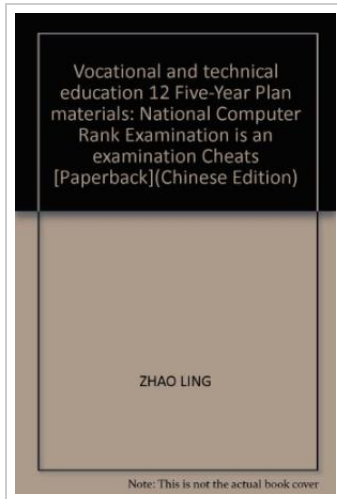 Vocational and technical
education 12 Five-Year Plan
materials: National Computer
Rank Examination is an
examination Cheats
[Paperback](Chinese Edition)
ZHAO LING
Note: This is not the actual book cover